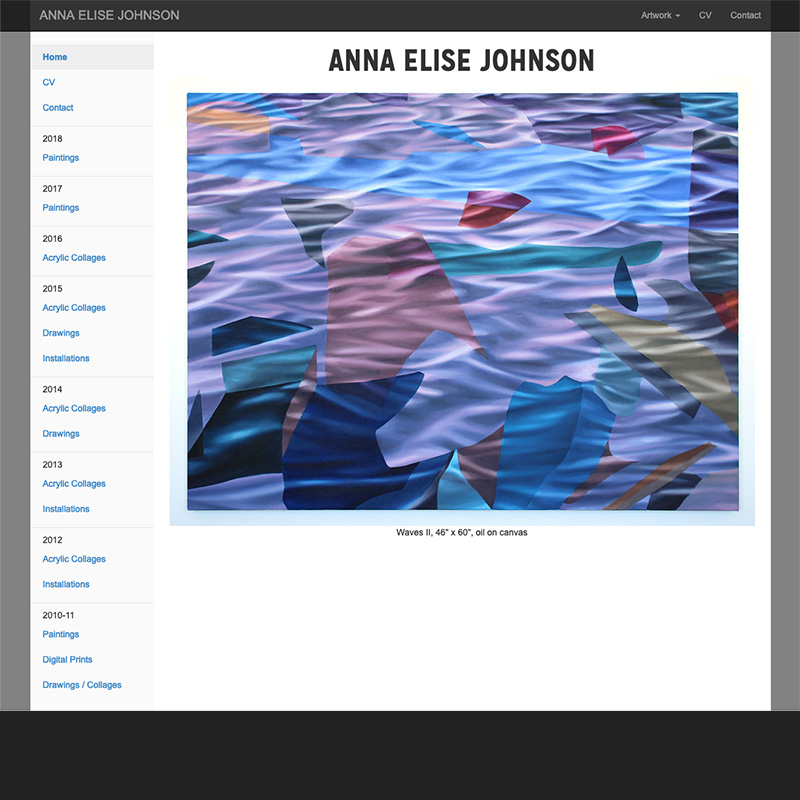 ANNA ELISE JOHNSON
Artwork
CV
Contact
Home
CV
Contact
2018
Paintings
2017
Paintings
2016
Acrylic Collages
2015
Acrylic Collages
Drawings
Installations
2014
Acrylic Collages
Drawings
2013
Acrylic Collages
Installations
2012
Acrylic Collages
Installations
2010-11
Paintings
Digital Prints
Drawings / Collages
ANNA ELISE JOHNSON
Waves II, 46" x 60", oil on canvas